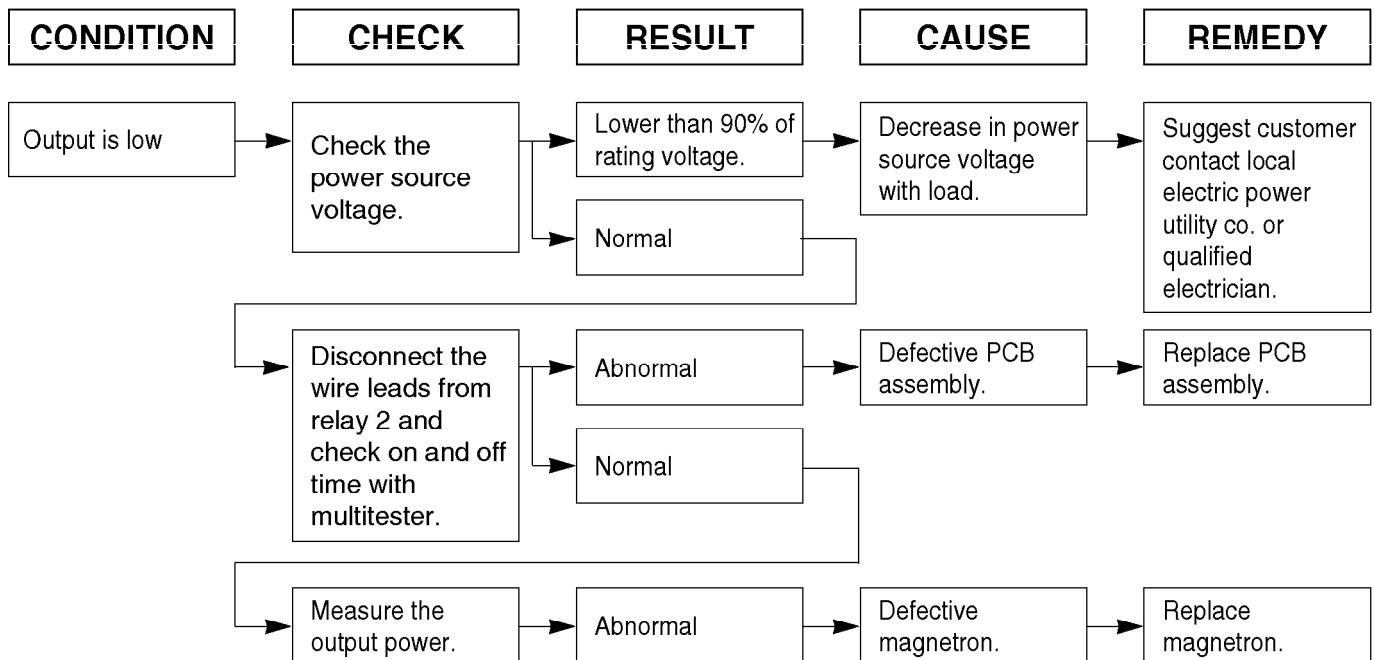 CONDITION
CHECK
RESULT
CAUSE
REMEDY
Output is low
Check the
power source
voltage.
Lower than 90% of
rating voltage.
Decrease in power
source voltage
with load.
Suggest customer
contact local
electric power
utility co. or
qualified
electrician.
Normal
Disconnect the
wire leads from
relay 2 and
check on and off
time with
multitester.
Abnormal
Defective PCB
assembly.
Replace PCB
assembly.
Normal
Measure the
output power.
Abnormal
Defective
magnetron.
Replace
magnetron.